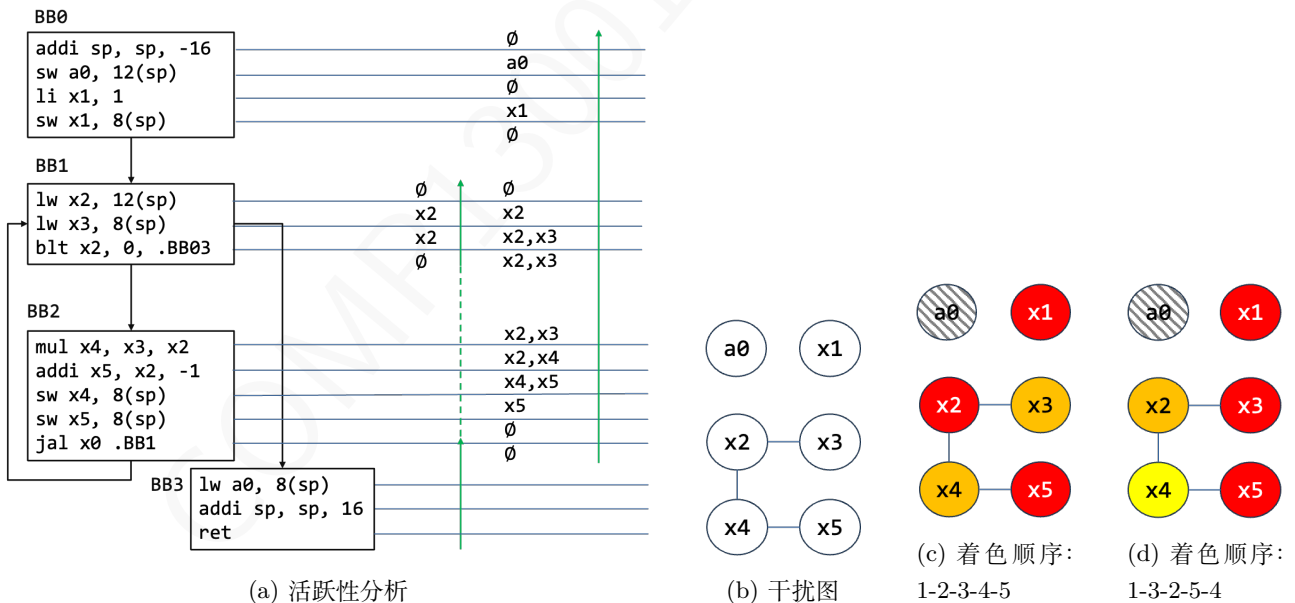 BB0
addi sp, sp, -16
sw a0, 12(sp)
li x1, 1
sw x1, 8(sp)
∅
a0
∅
x1
∅
BB1
lw x2, 12(sp)
lw x3, 8(sp)
blt x2, 0, .BB03
∅ ∅
x2 x2
x2 x2,x3
∅ x2,x3
BB2
mul x4, x3, x2
addi x5, x2, -1
sw x4, 8(sp)
sw x5, 8(sp)
jal x0 .BB1
x2,x3
x2,x4
x4,x5
x5
∅
∅
BB3
lw a0, 8(sp)
addi sp, sp, 16
ret
(a) 活跃性分析
a0 x1
x2 x3
x4 x5
(b) 干扰图
a0 x1
x2 x3
x4 x5
(c) 着色顺序:
1-2-3-4-5
a0 x1
x2 x3
x4 x5
(d) 着色顺序:
1-3-2-5-4
COMP13001